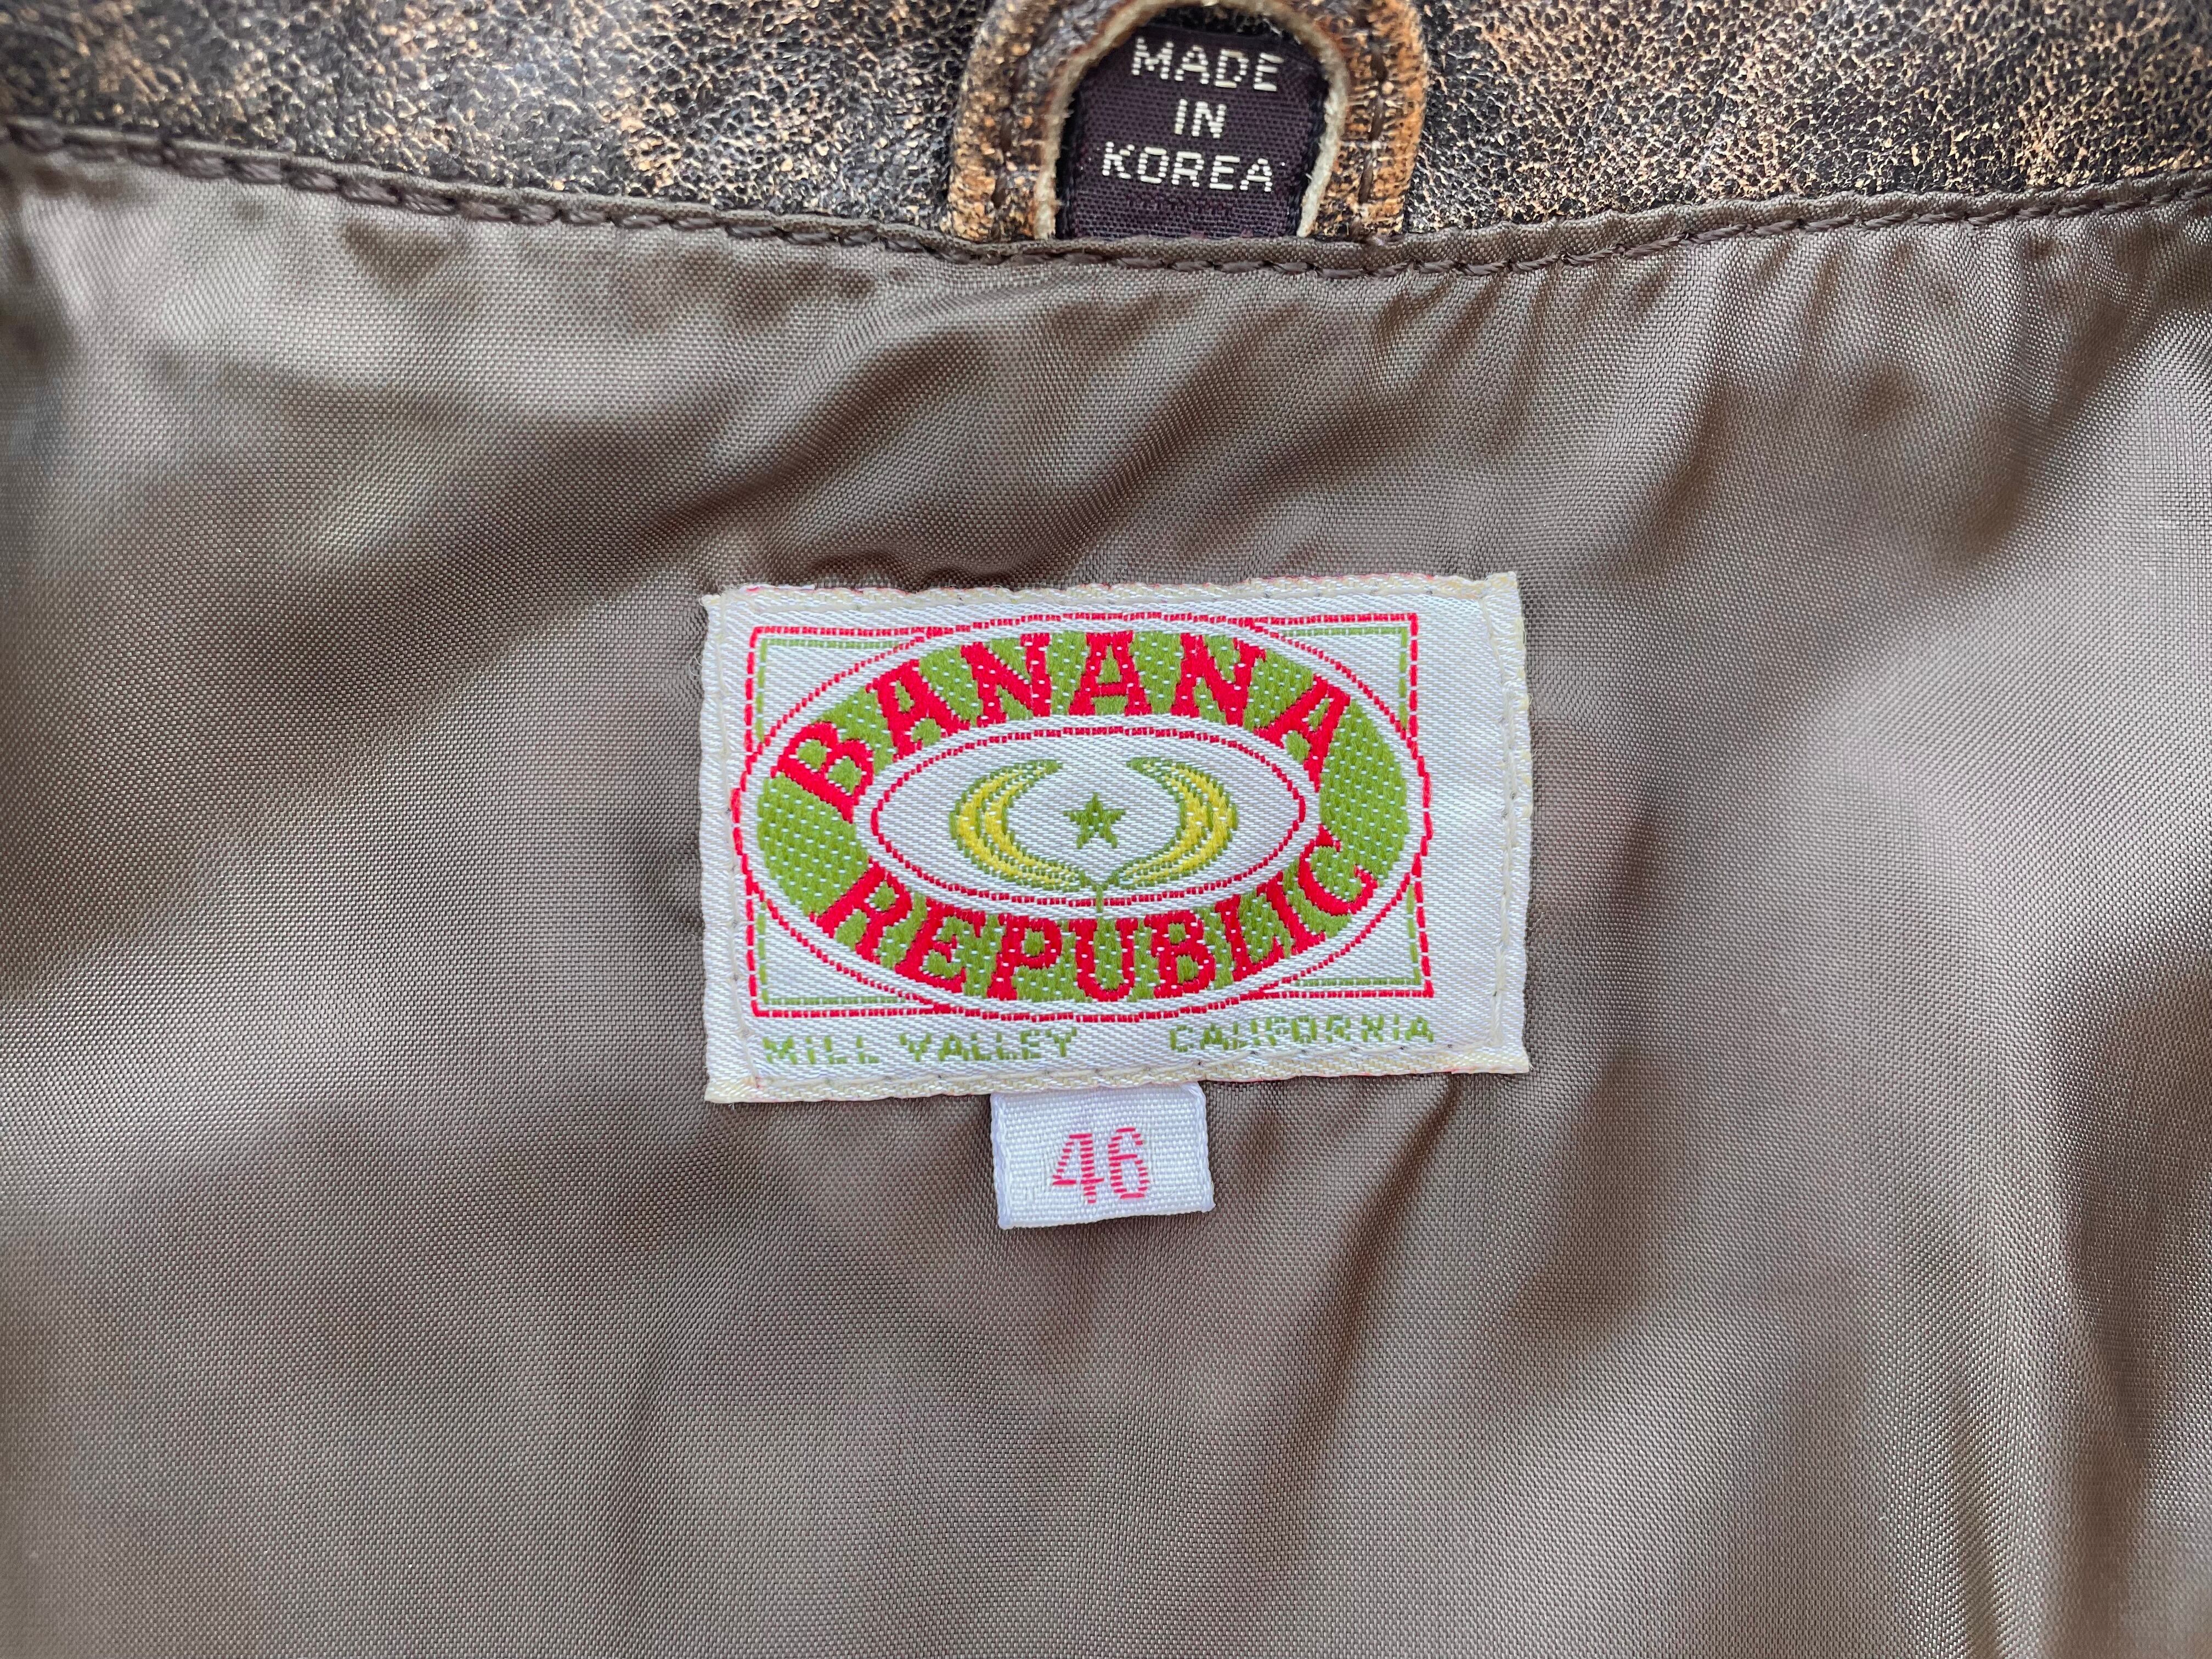 MADE
IN
KOREA
BANANA
REPUBLIC
MILL VALLEY CALIFORNIA
46